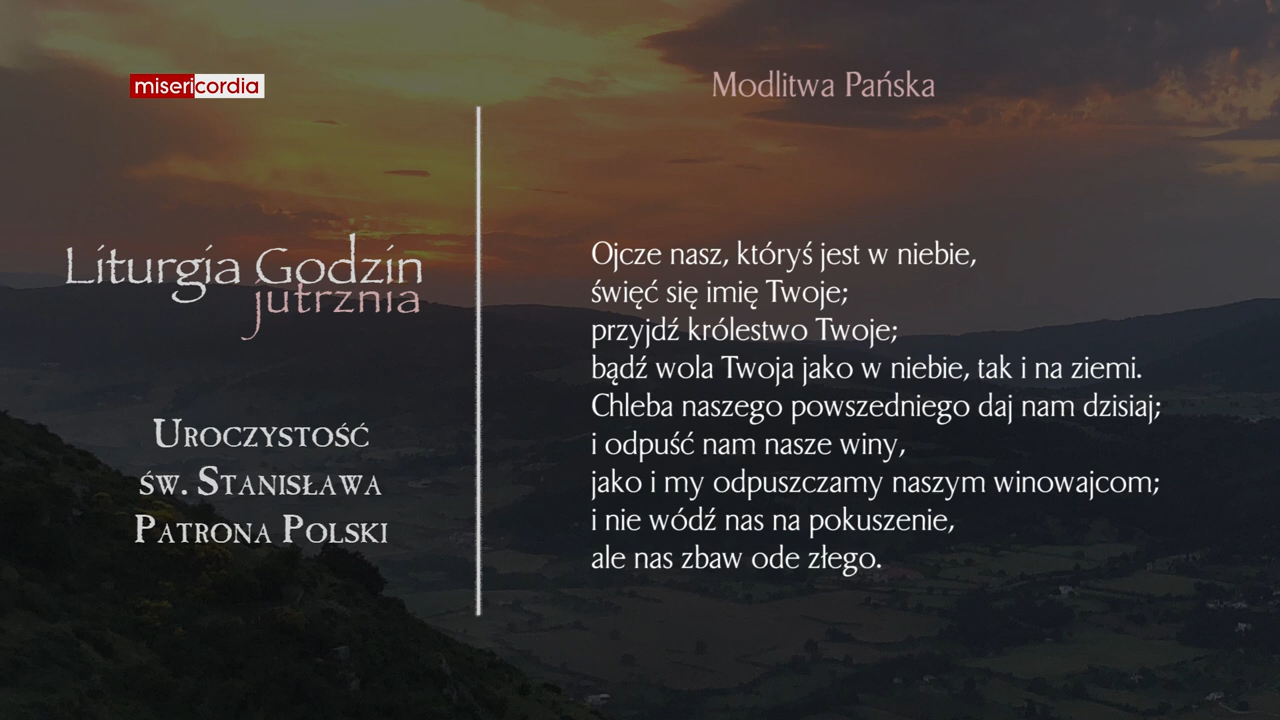 misericordia
Liturgia Godzin
jutrznia
Uroczystość
św. Stanisława
Patrona Polski
Modlitwa Pańska
Ojcze nasz, któryś jest w niebie,
święć się imię Twoje;
przyjdź królestwo Twoje;
bądź wola Twoja jako w niebie, tak i na ziemi.
Chleba naszego powszedniego daj nam dzisiaj;
i odpuść nam nasze winy,
jako i my odpuszczamy naszym winowajcom;
i nie wódź nas na pokuszenie,
ale nas zbaw ode złego.